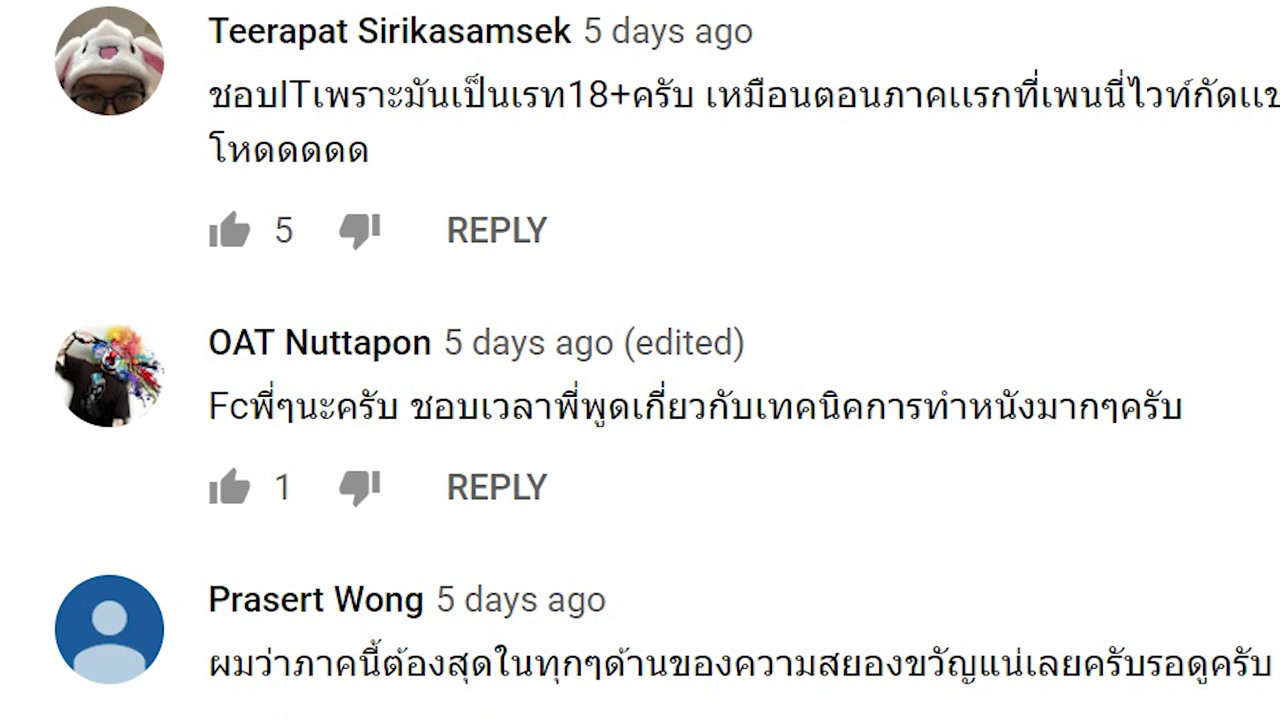 Teerapat Sirikasamsek 5 days ago
ชอบITเพราะมันเป็นเรท18+ครับ เหมือนตอนภาคแรกที่เพนนี่ไวท์กัด
โหดดดดด
5 REPLY
OAT Nuttapon 5 days ago (edited)
Fcพี่ๆนะครับ ชอบเวลาพี่พูดเกี่ยวกับเทคนิคการทำหนังมากๆครับ
1 REPLY
Prasert Wong 5 days ago
ผมว่าภาคนี้ต้องสุดในทุกๆด้านของความสยองขวัญแน่เลยครับรอดูครับ